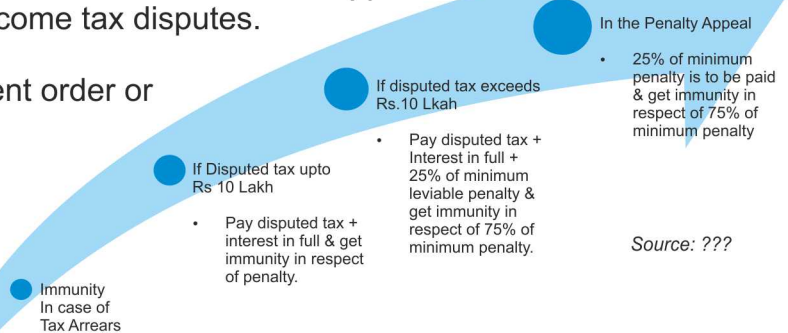 come tax disputes.
ent order or
Immunity
In case of
Tax Arrears
If Disputed tax upto
Rs 10 Lakh
• Pay disputed tax +
interest in full & get
immunity in respect
of penalty.
If disputed tax exceeds
Rs.10 Lkah
• Pay disputed tax +
Interest in full +
25% of minimum
leviable penalty &
get immunity in
respect of 75% of
minimum penalty.
In the Penalty Appeal
• 25% of minimum
penalty is to be paid
& get immunity in
respect of 75% of
minimum penalty
Source: ???